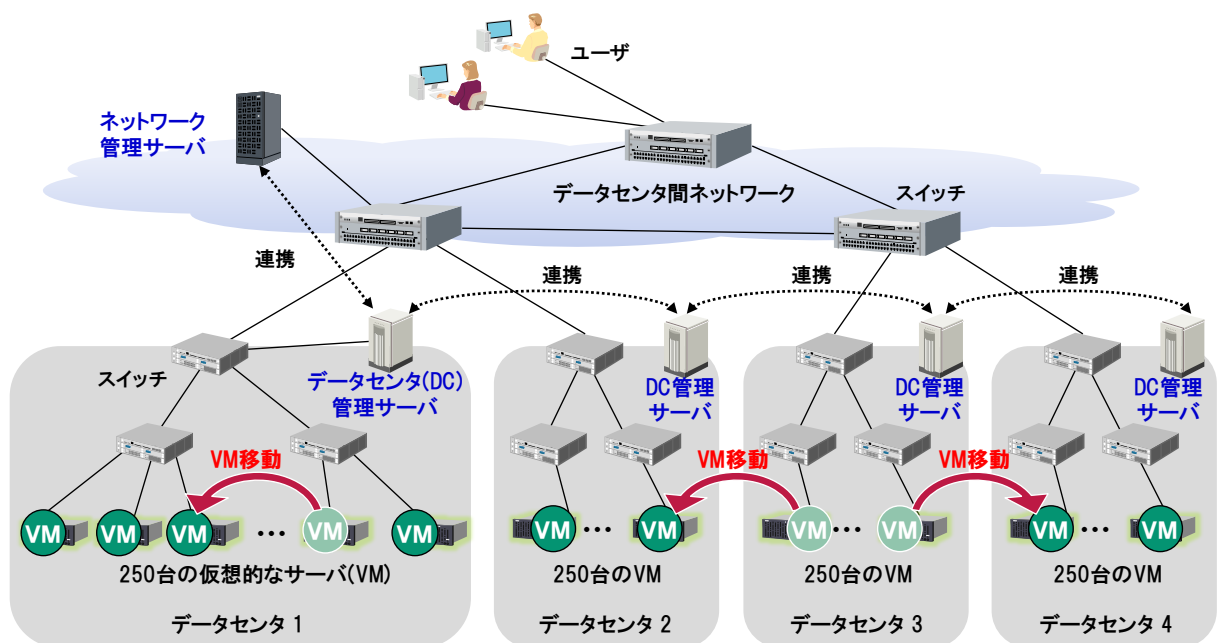 ユーザ
ネットワーク
管理サーバ
データセンタ間ネットワーク
スイッチ
連携
連携
連携
連携
スイッチ
データセンタ(DC)
管理サーバ
DC管理
サーバ
DC管理
サーバ
DC管理
サーバ
VM移動
VM移動
VM移動
VM
VM
VM
•••
VM
VM
VM
•••
VM
VM
•••
VM
VM
•••
VM
250台の仮想的なサーバ(VM)
250台のVM
250台のVM
250台のVM
データセンタ 1
データセンタ 2
データセンタ 3
データセンタ 4